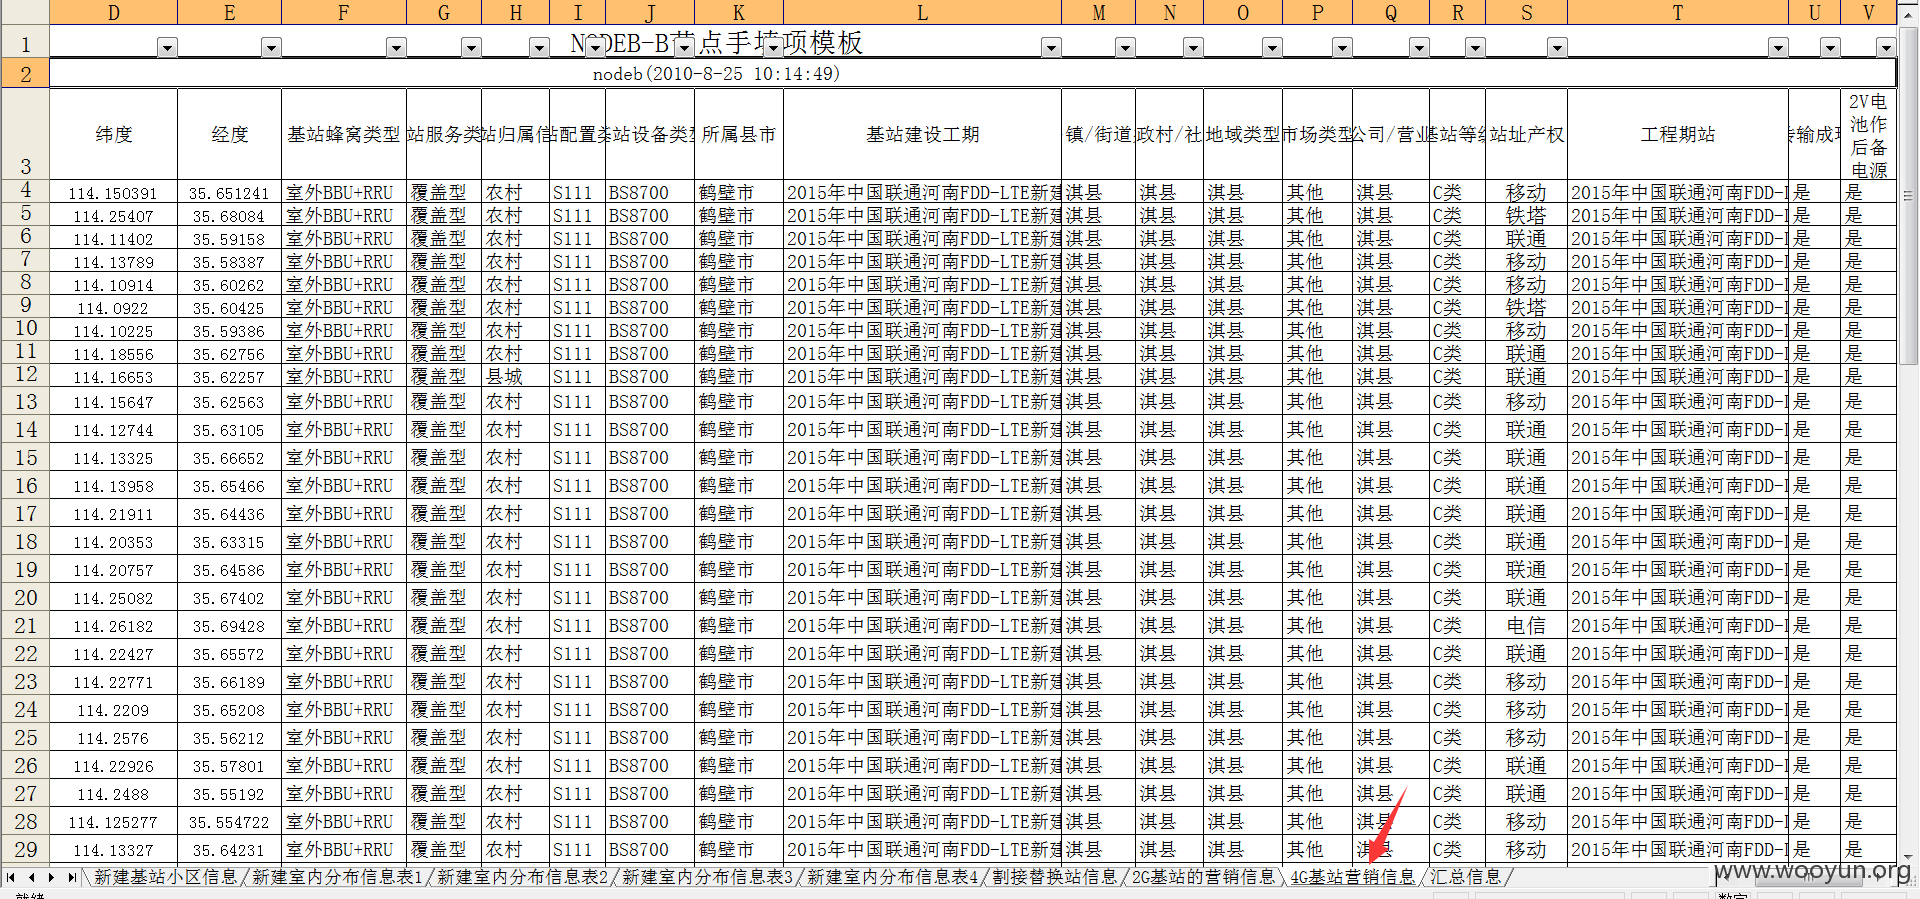 D E F G H I J K L M N O P Q R S T U V
1 NODEB-B节点手填项模板
2 nodeb(2010-8-25 10:14:49)
3 纬度 经度 基站蜂窝类型 站服务类 站归属信 站配置类 站设备类型 所属县市 基站建设工期 镇/街道 政村/社 地域类型 市场类型 公司/营业 基站等级 站址产权 工程期站 传输成环 2V电池作后备电源
4 114.150391 35.651241 室外BBU+RRU 覆盖型 农村 S111 BS8700 鹤壁市 2015年中国联通河南FDD-LTE新建 淇县 淇县 淇县 其他 淇县 C类 移动 2015年中国联通河南FDD-L 是 是
5 114.25407 35.68084 室外BBU+RRU 覆盖型 农村 S111 BS8700 鹤壁市 2015年中国联通河南FDD-LTE新建 淇县 淇县 淇县 其他 淇县 C类 铁塔 2015年中国联通河南FDD-L 是 是
6 114.11402 35.59158 室外BBU+RRU 覆盖型 农村 S111 BS8700 鹤壁市 2015年中国联通河南FDD-LTE新建 淇县 淇县 淇县 其他 淇县 C类 联通 2015年中国联通河南FDD-L 是 是
7 114.13789 35.58387 室外BBU+RRU 覆盖型 农村 S111 BS8700 鹤壁市 2015年中国联通河南FDD-LTE新建 淇县 淇县 淇县 其他 淇县 C类 移动 2015年中国联通河南FDD-L 是 是
8 114.10914 35.60262 室外BBU+RRU 覆盖型 农村 S111 BS8700 鹤壁市 2015年中国联通河南FDD-LTE新建 淇县 淇县 淇县 其他 淇县 C类 移动 2015年中国联通河南FDD-L 是 是
9 114.0922 35.60425 室外BBU+RRU 覆盖型 农村 S111 BS8700 鹤壁市 2015年中国联通河南FDD-LTE新建 淇县 淇县 淇县 其他 淇县 C类 铁塔 2015年中国联通河南FDD-L 是 是
10 114.10225 35.59386 室外BBU+RRU 覆盖型 农村 S111 BS8700 鹤壁市 2015年中国联通河南FDD-LTE新建 淇县 淇县 淇县 其他 淇县 C类 移动 2015年中国联通河南FDD-L 是 是
11 114.18556 35.62756 室外BBU+RRU 覆盖型 农村 S111 BS8700 鹤壁市 2015年中国联通河南FDD-LTE新建 淇县 淇县 淇县 其他 淇县 C类 联通 2015年中国联通河南FDD-L 是 是
12 114.16653 35.62257 室外BBU+RRU 覆盖型 县城 S111 BS8700 鹤壁市 2015年中国联通河南FDD-LTE新建 淇县 淇县 淇县 其他 淇县 C类 联通 2015年中国联通河南FDD-L 是 是
13 114.15647 35.62563 室外BBU+RRU 覆盖型 农村 S111 BS8700 鹤壁市 2015年中国联通河南FDD-LTE新建 淇县 淇县 淇县 其他 淇县 C类 移动 2015年中国联通河南FDD-L 是 是
14 114.12744 35.63105 室外BBU+RRU 覆盖型 农村 S111 BS8700 鹤壁市 2015年中国联通河南FDD-LTE新建 淇县 淇县 淇县 其他 淇县 C类 联通 2015年中国联通河南FDD-L 是 是
15 114.13325 35.66652 室外BBU+RRU 覆盖型 农村 S111 BS8700 鹤壁市 2015年中国联通河南FDD-LTE新建 淇县 淇县 淇县 其他 淇县 C类 联通 2015年中国联通河南FDD-L 是 是
16 114.13958 35.65466 室外BBU+RRU 覆盖型 农村 S111 BS8700 鹤壁市 2015年中国联通河南FDD-LTE新建 淇县 淇县 淇县 其他 淇县 C类 联通 2015年中国联通河南FDD-L 是 是
17 114.21911 35.64436 室外BBU+RRU 覆盖型 农村 S111 BS8700 鹤壁市 2015年中国联通河南FDD-LTE新建 淇县 淇县 淇县 其他 淇县 C类 联通 2015年中国联通河南FDD-L 是 是
18 114.20353 35.63315 室外BBU+RRU 覆盖型 农村 S111 BS8700 鹤壁市 2015年中国联通河南FDD-LTE新建 淇县 淇县 淇县 其他 淇县 C类 联通 2015年中国联通河南FDD-L 是 是
19 114.20757 35.64586 室外BBU+RRU 覆盖型 农村 S111 BS8700 鹤壁市 2015年中国联通河南FDD-LTE新建 淇县 淇县 淇县 其他 淇县 C类 联通 2015年中国联通河南FDD-L 是 是
20 114.25082 35.67402 室外BBU+RRU 覆盖型 农村 S111 BS8700 鹤壁市 2015年中国联通河南FDD-LTE新建 淇县 淇县 淇县 其他 淇县 C类 联通 2015年中国联通河南FDD-L 是 是
21 114.26182 35.69428 室外BBU+RRU 覆盖型 农村 S111 BS8700 鹤壁市 2015年中国联通河南FDD-LTE新建 淇县 淇县 淇县 其他 淇县 C类 电信 2015年中国联通河南FDD-L 是 是
22 114.22427 35.65572 室外BBU+RRU 覆盖型 农村 S111 BS8700 鹤壁市 2015年中国联通河南FDD-LTE新建 淇县 淇县 淇县 其他 淇县 C类 联通 2015年中国联通河南FDD-L 是 是
23 114.22771 35.66189 室外BBU+RRU 覆盖型 农村 S111 BS8700 鹤壁市 2015年中国联通河南FDD-LTE新建 淇县 淇县 淇县 其他 淇县 C类 移动 2015年中国联通河南FDD-L 是 是
24 114.2209 35.65208 室外BBU+RRU 覆盖型 农村 S111 BS8700 鹤壁市 2015年中国联通河南FDD-LTE新建 淇县 淇县 淇县 其他 淇县 C类 移动 2015年中国联通河南FDD-L 是 是
25 114.2576 35.56212 室外BBU+RRU 覆盖型 农村 S111 BS8700 鹤壁市 2015年中国联通河南FDD-LTE新建 淇县 淇县 淇县 其他 淇县 C类 移动 2015年中国联通河南FDD-L 是 是
26 114.22926 35.57801 室外BBU+RRU 覆盖型 农村 S111 BS8700 鹤壁市 2015年中国联通河南FDD-LTE新建 淇县 淇县 淇县 其他 淇县 C类 联通 2015年中国联通河南FDD-L 是 是
27 114.2488 35.55192 室外BBU+RRU 覆盖型 农村 S111 BS8700 鹤壁市 2015年中国联通河南FDD-LTE新建 淇县 淇县 淇县 其他 淇县 C类 联通 2015年中国联通河南FDD-L 是 是
28 114.125277 35.554722 室外BBU+RRU 覆盖型 农村 S111 BS8700 鹤壁市 2015年中国联通河南FDD-LTE新建 淇县 淇县 淇县 其他 淇县 C类 移动 2015年中国联通河南FDD-L 是 是
29 114.13327 35.64231 室外BBU+RRU 覆盖型 农村 S111 BS8700 鹤壁市 2015年中国联通河南FDD-LTE新建 淇县 淇县 淇县 其他 淇县 C类 移动 2015年中国联通河南FDD-L 是 是
新建基站小区信息 新建室内分布信息表1 新建室内分布信息表2 新建室内分布信息表3 新建室内分布信息表4 割接替换站信息 2G基站的营销信息 4G基站营销信息 汇总信息
www.wooyun.org
就绪 数字